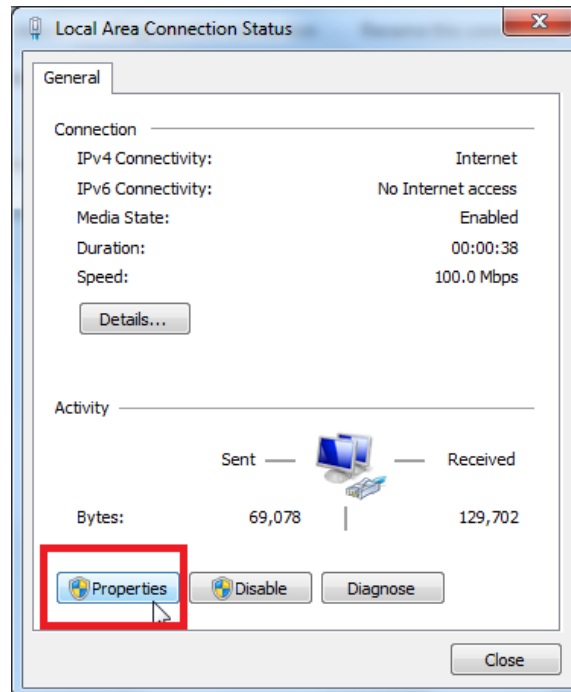 Local Area Connection Status
General
Connection
IPv4 Connectivity: Internet
IPv6 Connectivity: No Internet access
Media State: Enabled
Duration: 00:00:38
Speed: 100.0 Mbps
Details...
Activity
Sent Received
Bytes: 69,078 129,702
Properties Disable Diagnose
Close